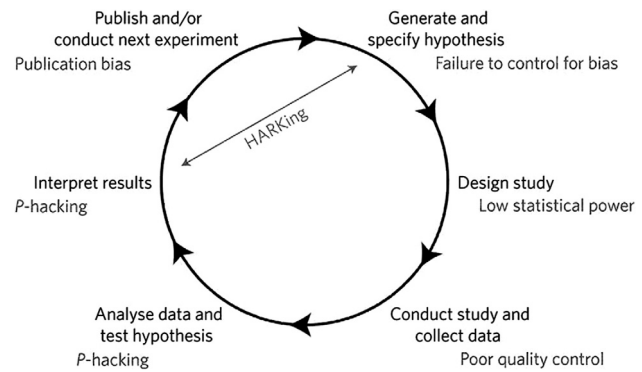 Publish and/or
conduct next experiment
Publication bias
Generate and
specify hypothesis
Failure to control for bias
HARKing
Interpret results
P-hacking
Design study
Low statistical power
Analyse data and
test hypothesis
P-hacking
Conduct study and
collect data
Poor quality control